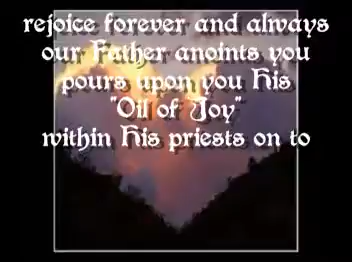 rejoice forever and always
our Father anoints you
pours upon you His
"Oil of Joy"
within His priests on to